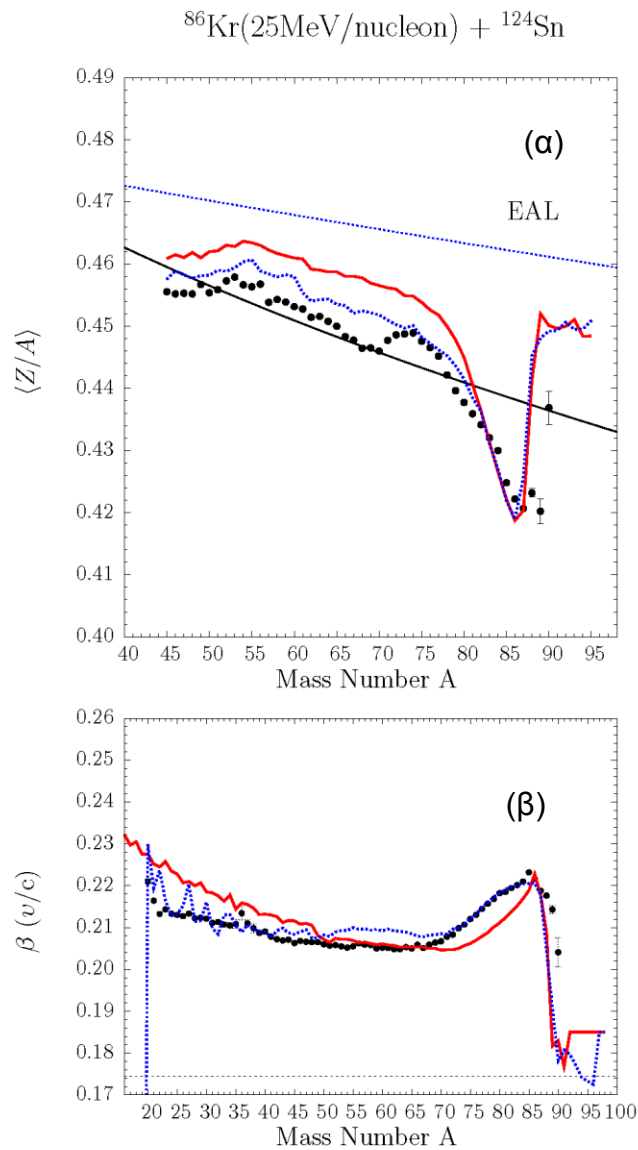 ⁸⁶Kr(25MeV/nucleon) + ¹²⁴Sn
0.49
0.48
0.47
0.46
0.45
0.44
0.43
0.42
0.41
0.40
(α)
EAL
⟨Z/A⟩
40 45 50 55 60 65 70 75 80 85 90 95
Mass Number A
0.26
0.25
0.24
0.23
0.22
0.21
0.20
0.19
0.18
0.17
(β)
β (υ/c)
20 25 30 35 40 45 50 55 60 65 70 75 80 85 90 95 100
Mass Number A